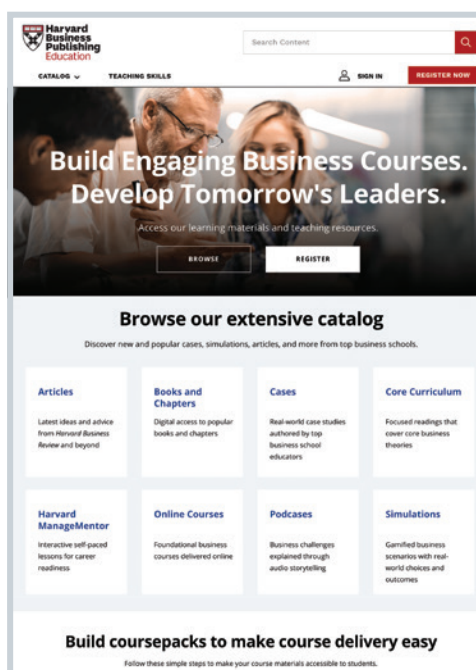 Harvard
Business
Publishing
Education
Search Content
CATALOG
TEACHING SKILLS
SIGN IN
REGISTER NOW
Build Engaging Business Courses.
Develop Tomorrow's Leaders.
Access our learning materials and teaching resources.
BROWSE
REGISTER
Browse our extensive catalog
Discover new and popular cases, simulations, articles, and more from top business schools.
Articles
Latest ideas and advice
from Harvard Business
Review and beyond
Books and
Chapters
Digital access to popular
books and chapters
Cases
Real-world case studies
authored by top
business school
educators
Core Curriculum
Focused readings that
cover core business
theories
Harvard
ManageMentor
Interactive self-paced
lessons for career
readiness
Online Courses
Foundational business
courses delivered online
Podcases
Business challenges
explained through
audio storytelling
Simulations
Gamified business
scenarios with real-
world choices and
outcomes
Build coursepacks to make course delivery easy
Follow these simple steps to make your course materials accessible to students.